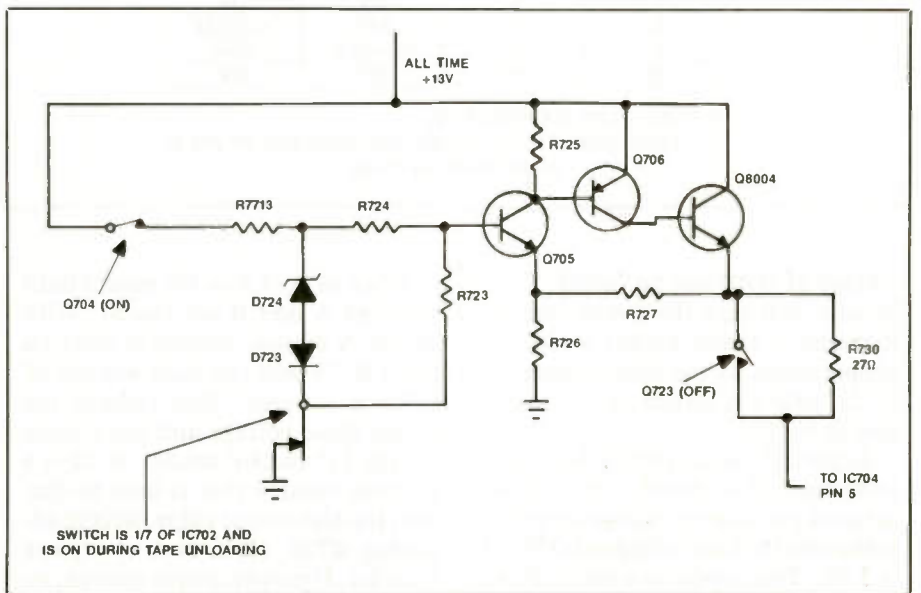 ALL TIME
+13V
R725
Q706
Q8004
R7713
R724
Q704 (ON)
Q705
D724
R723
R727
D723
R726
Q723 (OFF)
R730
27Ω
TO IC704
PIN 6
SWITCH IS 1/7 OF IC702 AND
IS ON DURING TAPE UNLOADING